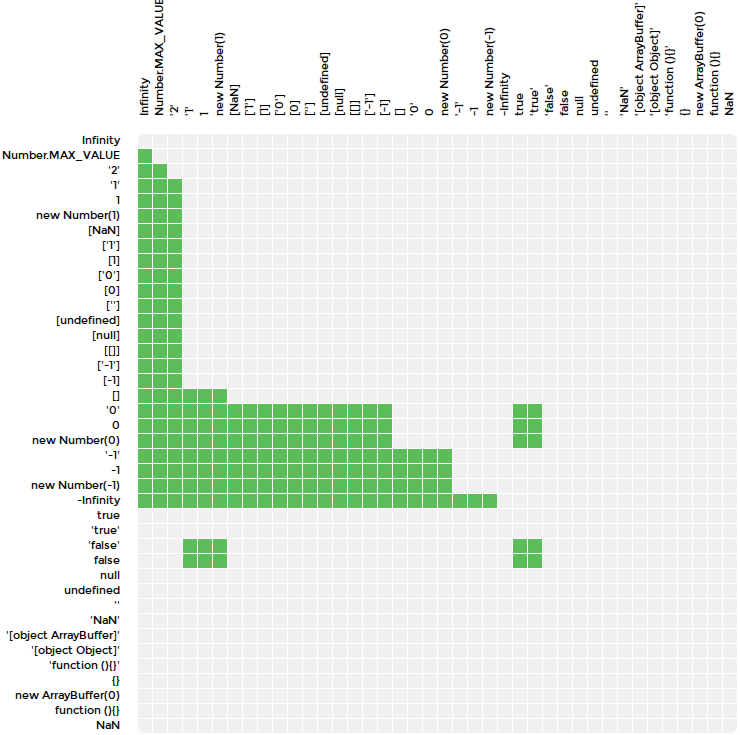 Infinity
Number.MAX_VALUE
'2'
'1'
1
new Number(1)
[NaN]
['1']
[1]
['0']
[0]
['']
[undefined]
[null]
[[]]
['-1']
[-1]
[]
'0'
0
new Number(0)
'-1'
-1
new Number(-1)
-Infinity
true
'true'
'false'
false
null
undefined
''
'NaN'
'[object ArrayBuffer]'
'[object Object]'
'function (){}'
{}
new ArrayBuffer(0)
function (){}
NaN
Infinity
Number.MAX_VALUE
'2'
'1'
1
new Number(1)
[NaN]
['1']
[1]
['0']
[0]
['']
[undefined]
[null]
[[]]
['-1']
[-1]
[]
'0'
0
new Number(0)
'-1'
-1
new Number(-1)
-Infinity
true
'true'
'false'
false
null
undefined
''
'NaN'
'[object ArrayBuffer]'
'[object Object]'
'function (){}'
{}
new ArrayBuffer(0)
function (){}
NaN